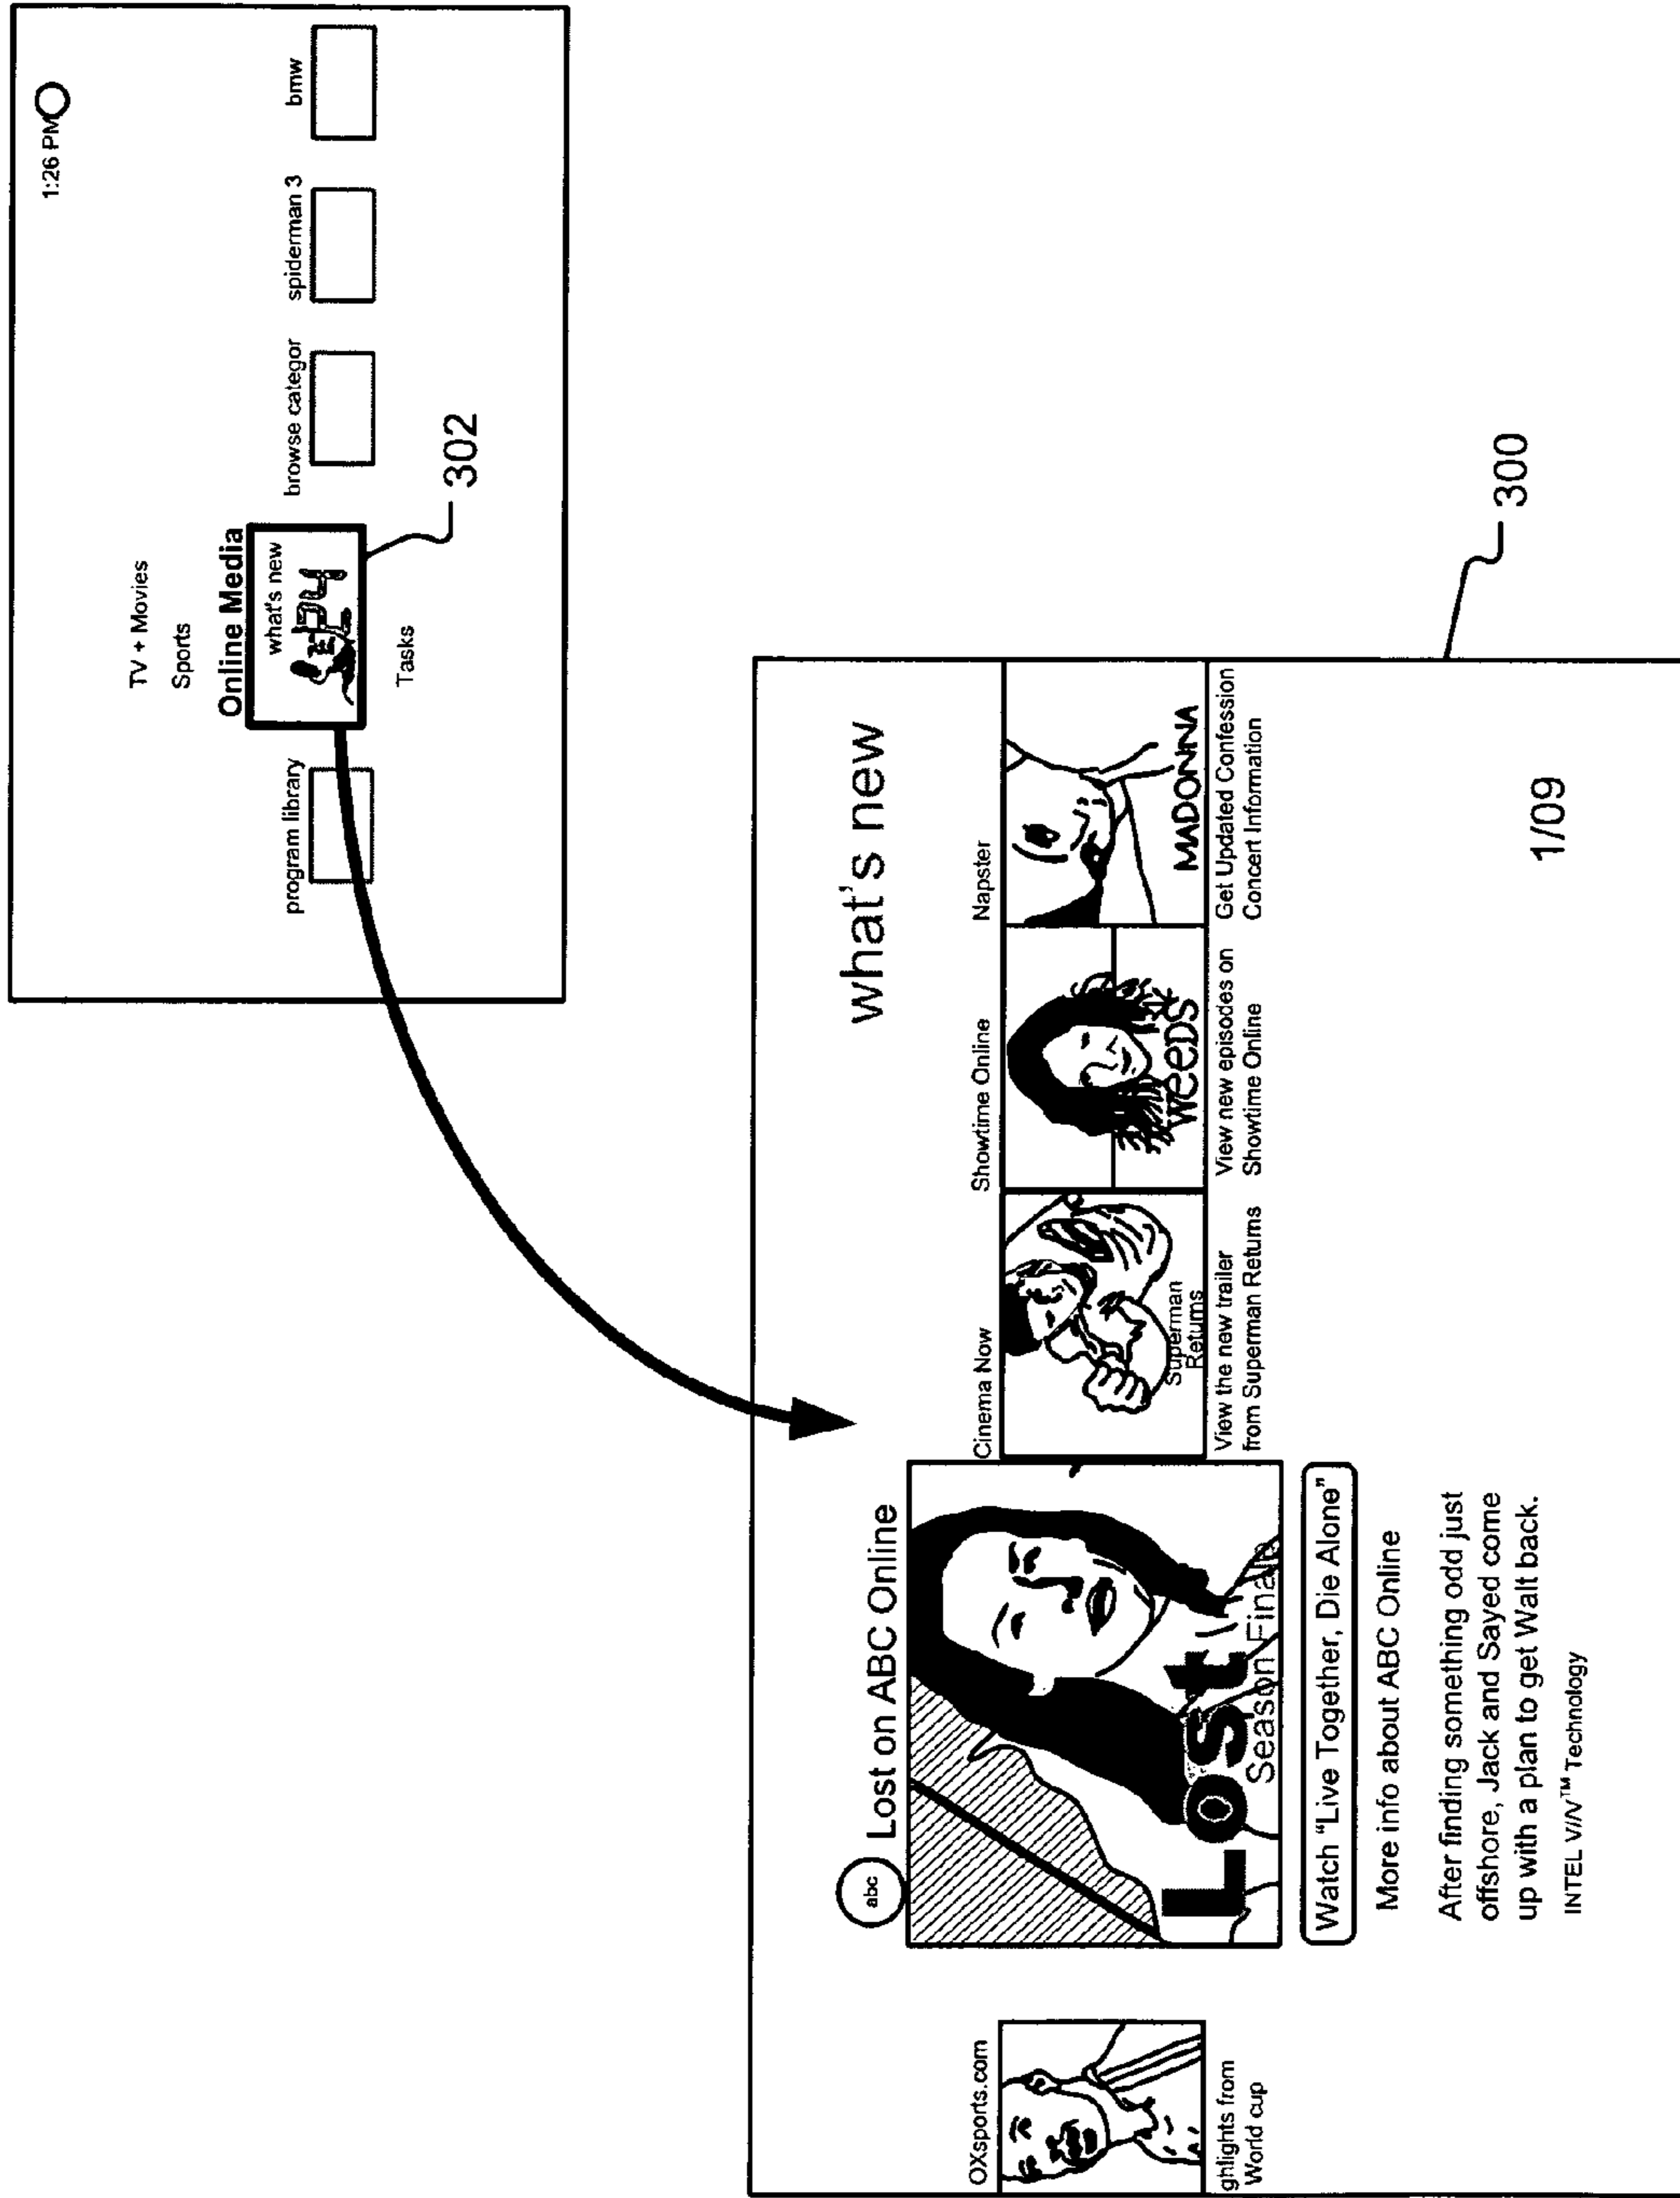 1:26 PM
TV + Movies
Sports
Online Media
program library
what's new
browse categor
spiderman 3
bmw
Tasks
302
what's new
abc
Lost on ABC Online
OXsports.com
Cinema Now
Showtime Online
Napster
Lost
Season Finale
Superman
Returns
weeds
MADONNA
ghlights from
World cup
Watch “Live Together, Die Alone”
View the new trailer
from Superman Returns
View new episodes on
Showtime Online
Get Updated Confession
Concert Information
More info about ABC Online
After finding something odd just
offshore, Jack and Sayed come
up with a plan to get Walt back.
INTEL VIIV™ Technology
1/09
300